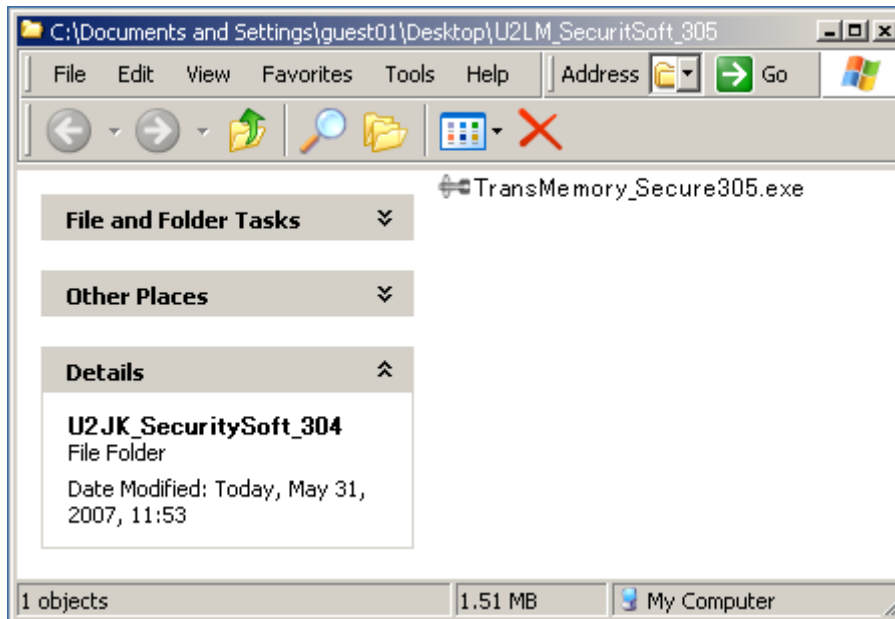 C:\Documents and Settings\guest01\Desktop\U2LM_SecuritSoft_305
File Edit View Favorites Tools Help Address Go
TransMemory_Secure305.exe
File and Folder Tasks
Other Places
Details
U2JK_SecuritySoft_304
File Folder
Date Modified: Today, May 31,
2007, 11:53
1 objects 1.51 MB My Computer